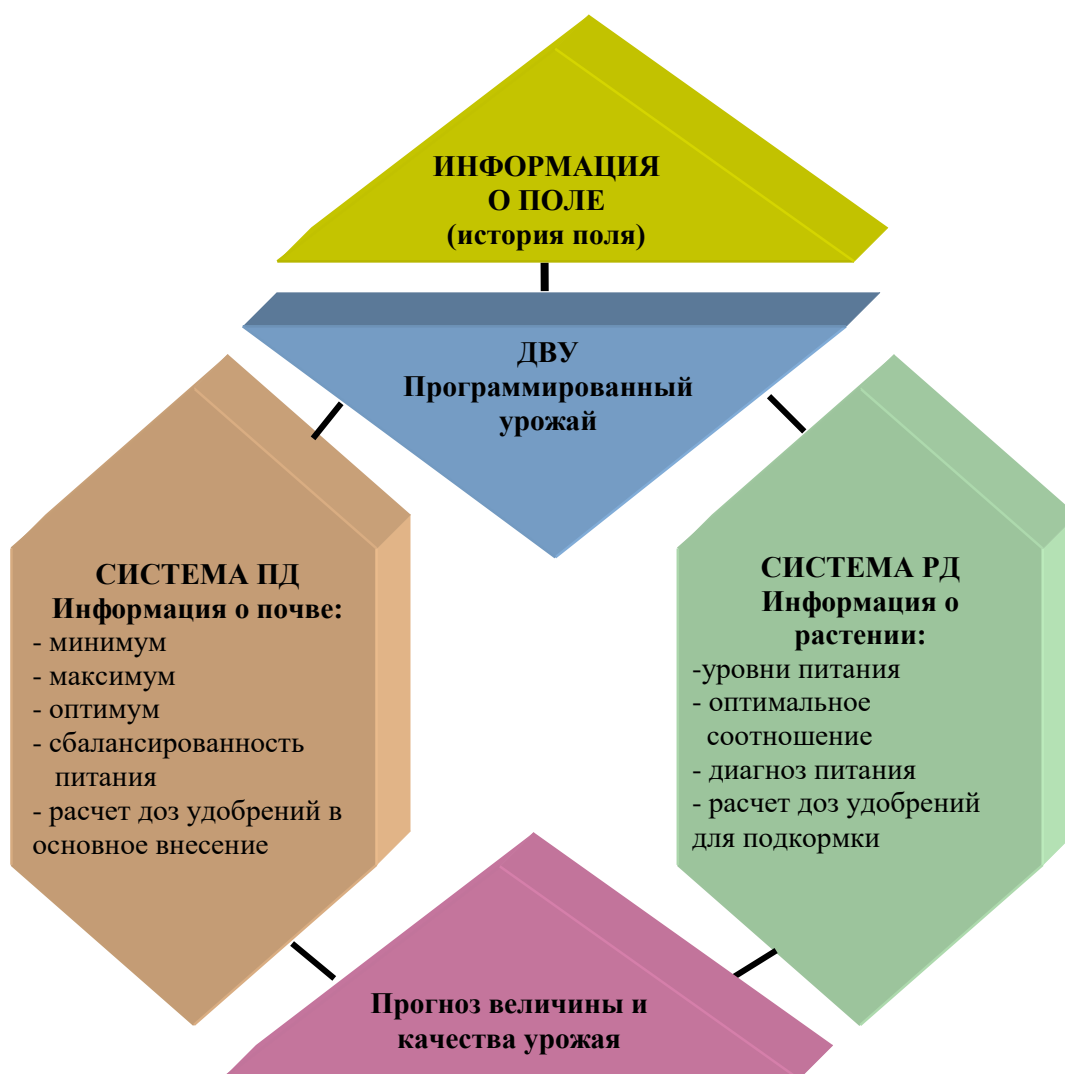 ИНФОРМАЦИЯ
О ПОЛЕ
(история поля)
ДВУ
Программированный
урожай
СИСТЕМА ПД
Информация о почве:
- минимум
- максимум
- оптимум
- сбалансированность
питания
- расчет доз удобрений в
основное внесение
СИСТЕМА РД
Информация о
растении:
-уровни питания
- оптимальное
соотношение
- диагноз питания
- расчет доз удобрений
для подкормки
Прогноз величины и
качества урожая